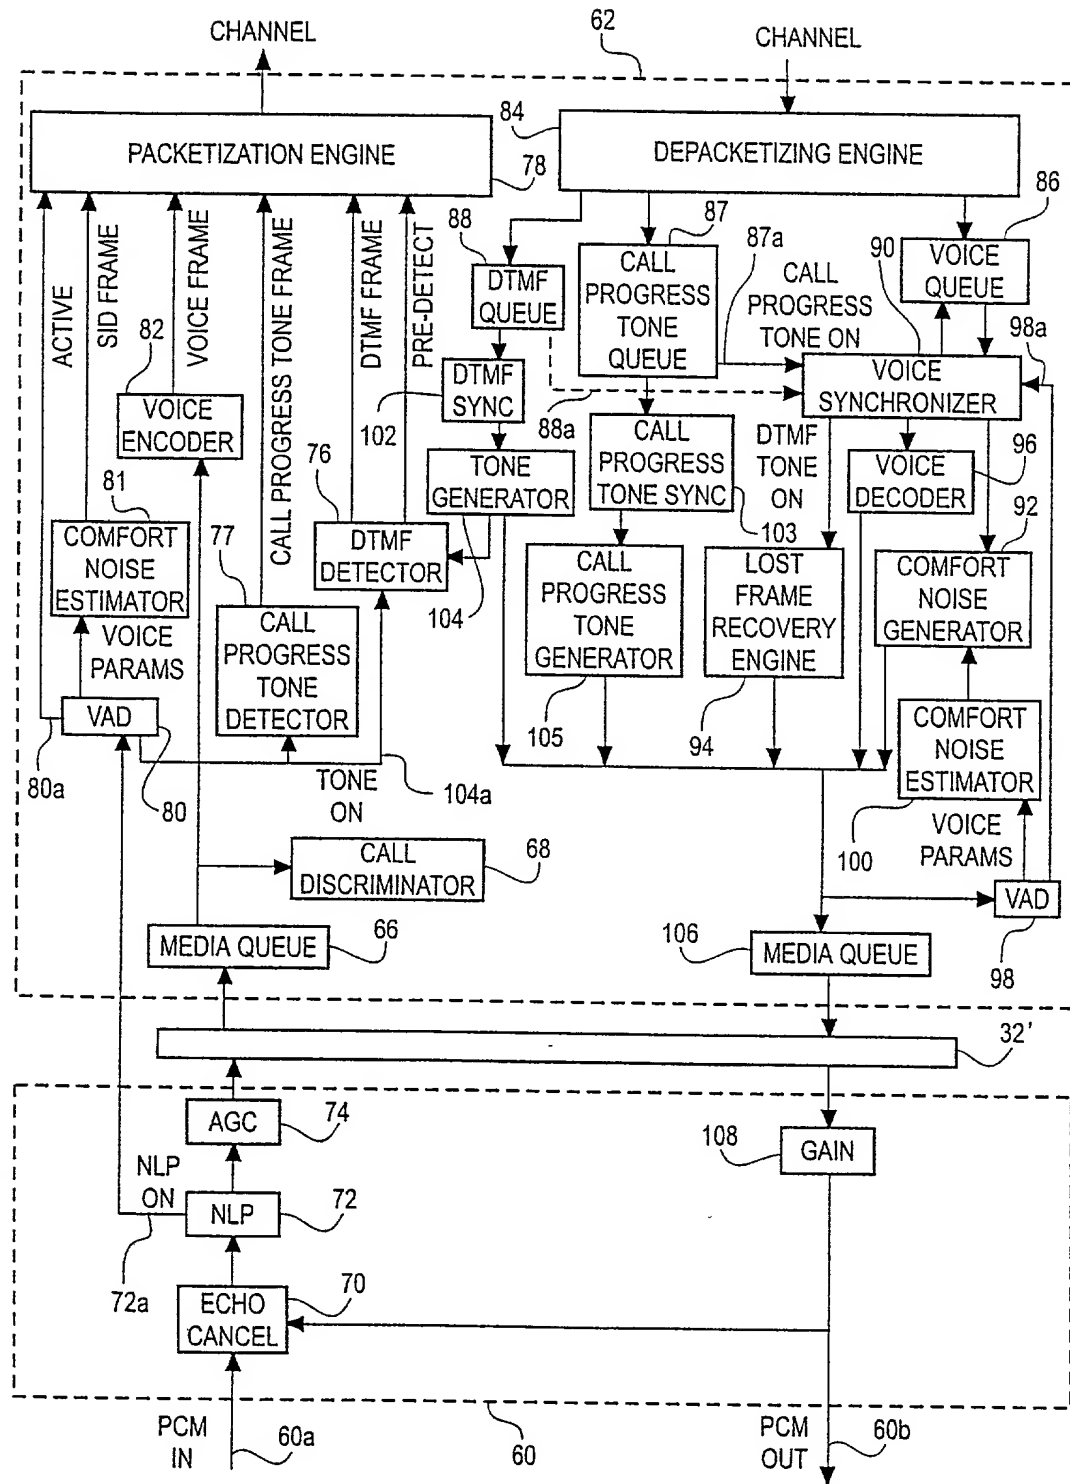 CHANNEL
62
CHANNEL
84
PACKETIZATION ENGINE
78
DEPACKETIZING ENGINE
86
ACTIVE
SID FRAME
VOICE FRAME
CALL PROGRESS TONE FRAME
DTMF FRAME
PRE-DETECT
88
DTMF
QUEUE
87
CALL
PROGRESS
TONE
QUEUE
87a
CALL
PROGRESS
TONE ON
90
VOICE
QUEUE
98a
82
VOICE
ENCODER
102
DTMF
SYNC
88a
VOICE
SYNCHRONIZER
CALL
PROGRESS
TONE SYNC
103
DTMF
TONE
ON
VOICE
DECODER
96
92
81
COMFORT
NOISE
ESTIMATOR
VOICE
PARAMS
77
CALL
PROGRESS
TONE
DETECTOR
76
DTMF
DETECTOR
TONE
GENERATOR
104
CALL
PROGRESS
TONE
GENERATOR
105
LOST
FRAME
RECOVERY
ENGINE
94
COMFORT
NOISE
GENERATOR
VAD
80a
80
TONE
ON
104a
COMFORT
NOISE
ESTIMATOR
100
VOICE
PARAMS
CALL
DISCRIMINATOR
68
VAD
98
MEDIA QUEUE
66
106
MEDIA QUEUE
32'
AGC
74
108
GAIN
NLP
ON
NLP
72
72a
ECHO
CANCEL
70
PCM
IN
60a
60
PCM
OUT
60b